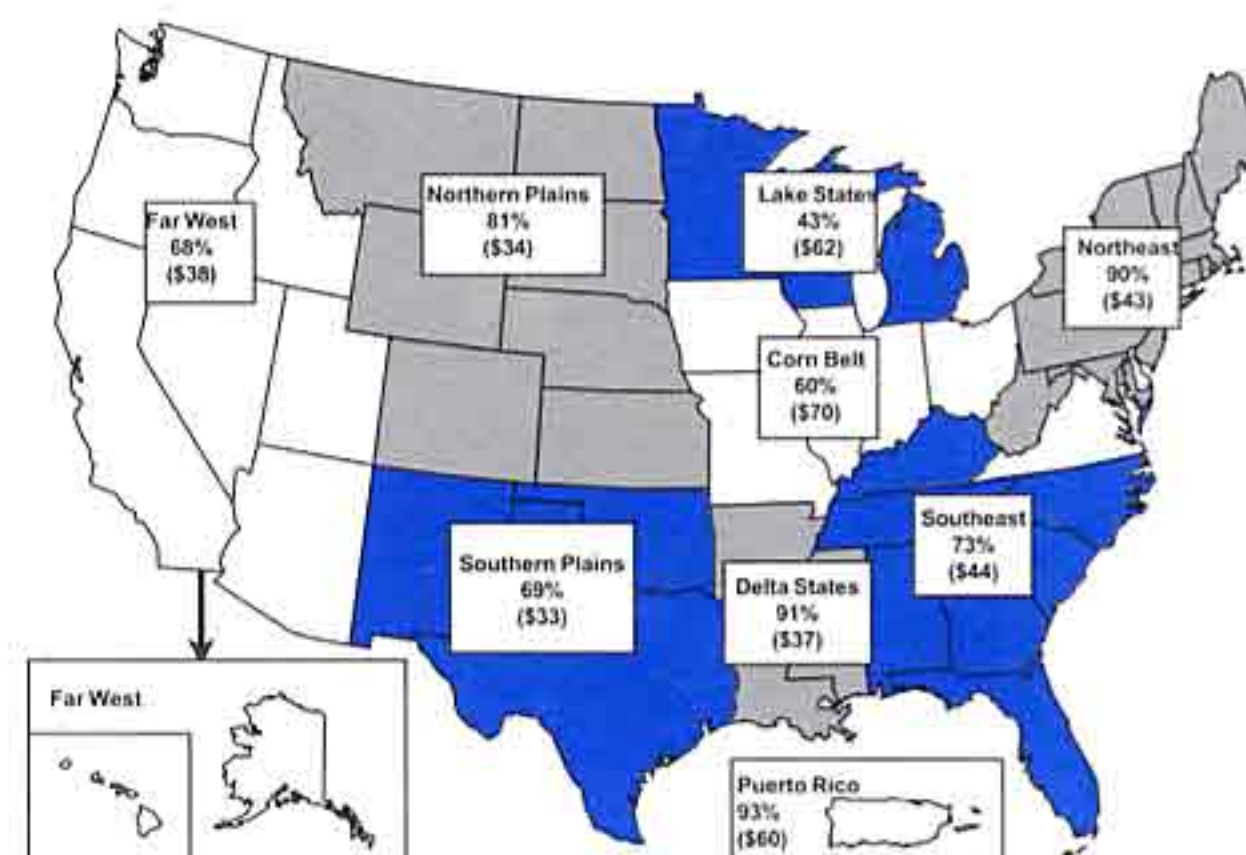 Northern Plains
81%
($34)
Lake States
43%
($62)
Far West
68%
($38)
Northeast
90%
($43)
Corn Belt
60%
($70)
Southeast
73%
($44)
Southern Plains
69%
($33)
Delta States
91%
($37)
Far West
Puerto Rico
93%
($60)